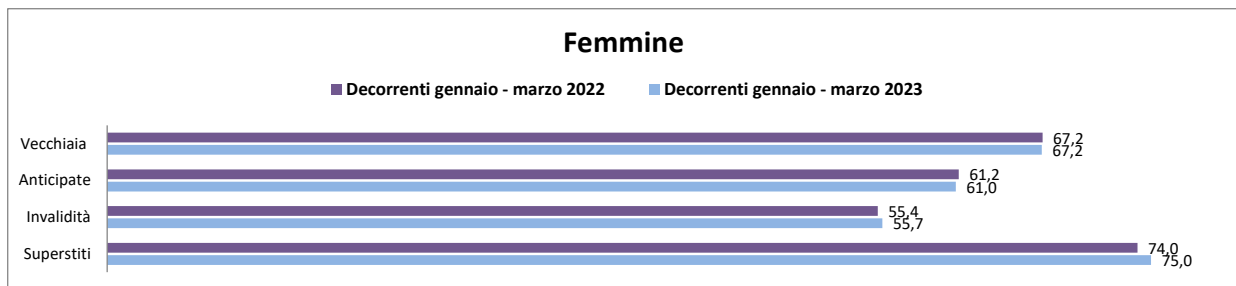 Femmine
Decorrenti gennaio - marzo 2022 Decorrenti gennaio - marzo 2023
Vecchiaia 67,2
67,2
Anticipate 61,2
61,0
Invalidità 55,4
55,7
Superstiti 74,0
75,0